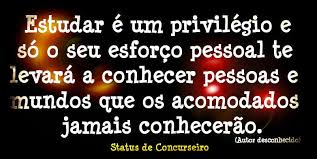 Estudar é um privilégio e
só o seu esforço pessoal te
levará a conhecer pessoas e
mundos que os acomodados
jamais conhecerão.
(Autor desconhecido)
Status de Concurseiro